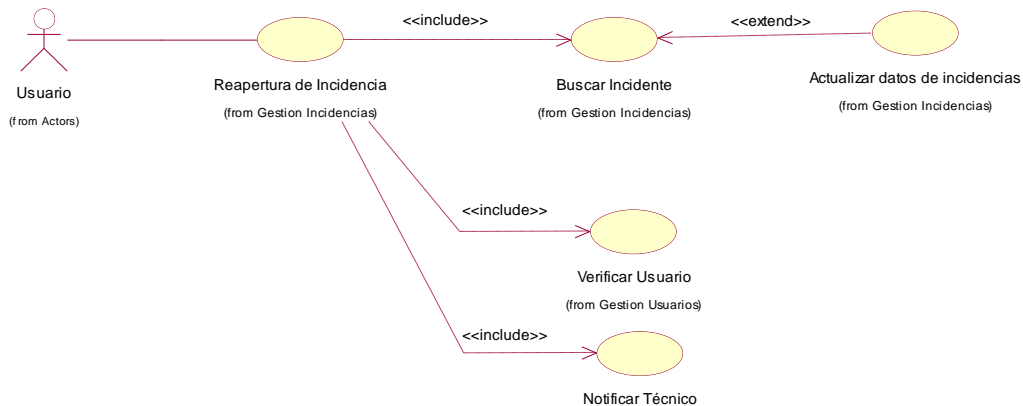 <<include>>
<<extend>>
Usuario
(from Actors)
Reapertura de Incidencia
(from Gestion Incidencias)
Buscar Incidente
(from Gestion Incidencias)
Actualizar datos de incidencias
(from Gestion Incidencias)
<<include>>
Verificar Usuario
(from Gestion Usuarios)
<<include>>
Notificar Técnico